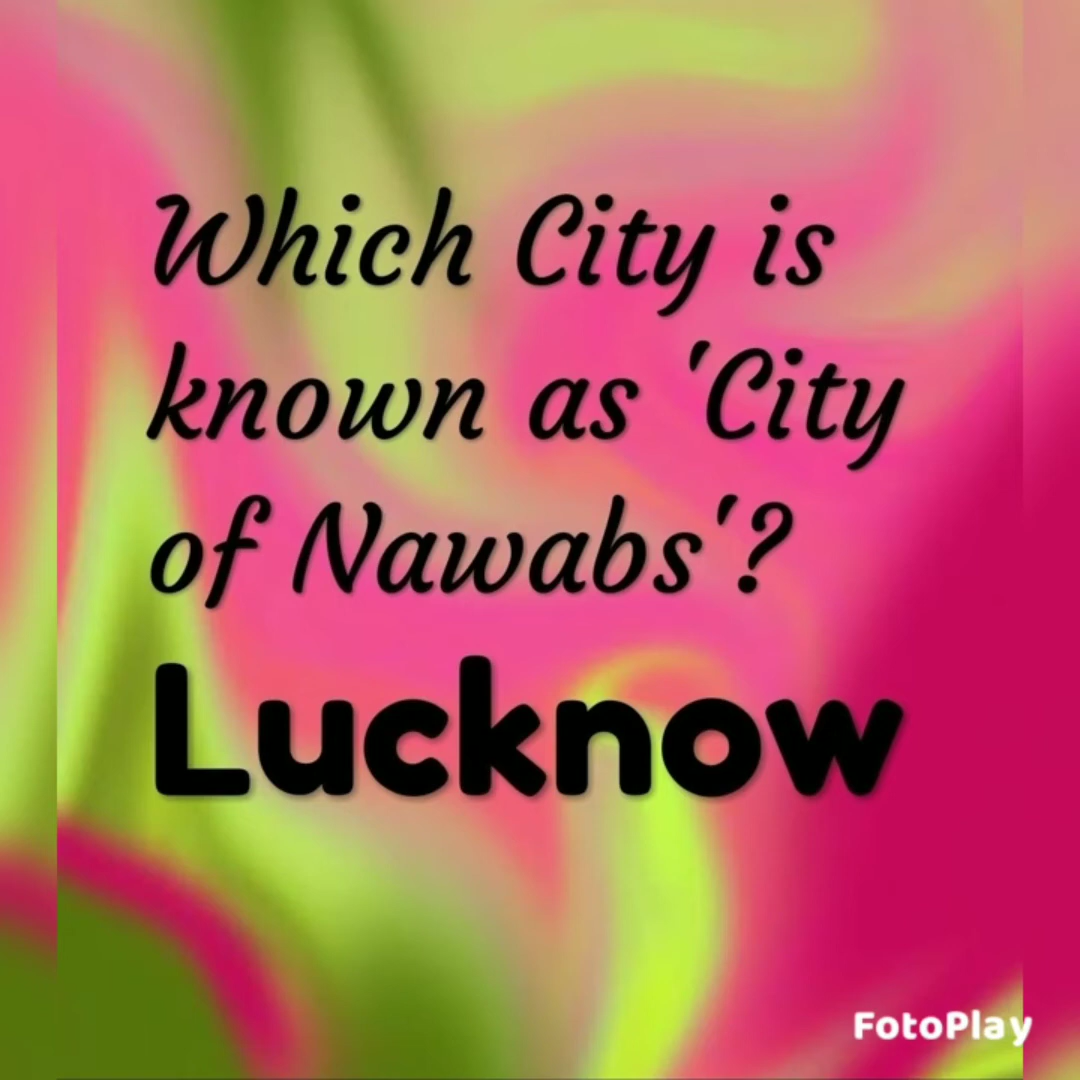 Which City is
known as 'City
of Nawabs'?
Lucknow
FotoPlay